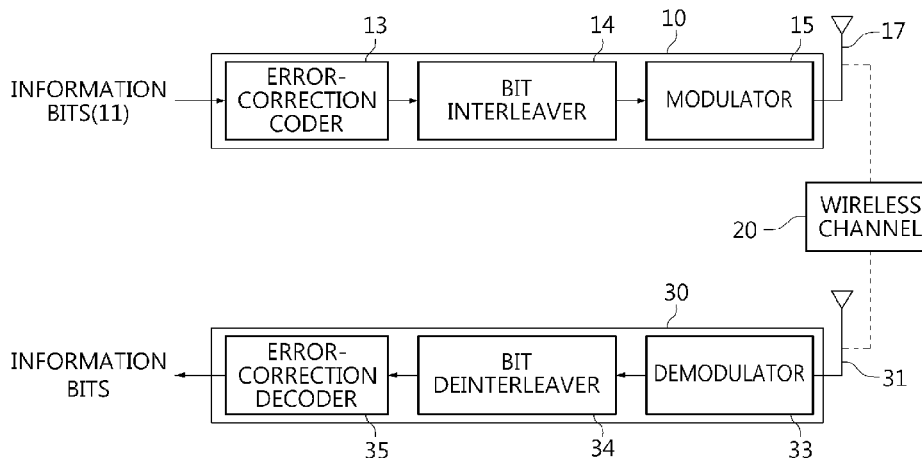 13
14
10
15
17
INFORMATION
BITS(11)
ERROR-
CORRECTION
CODER
BIT
INTERLEAVER
MODULATOR
20
WIRELESS
CHANNEL
30
INFORMATION
BITS
ERROR-
CORRECTION
DECODER
BIT
DEINTERLEAVER
DEMODULATOR
31
35
34
33